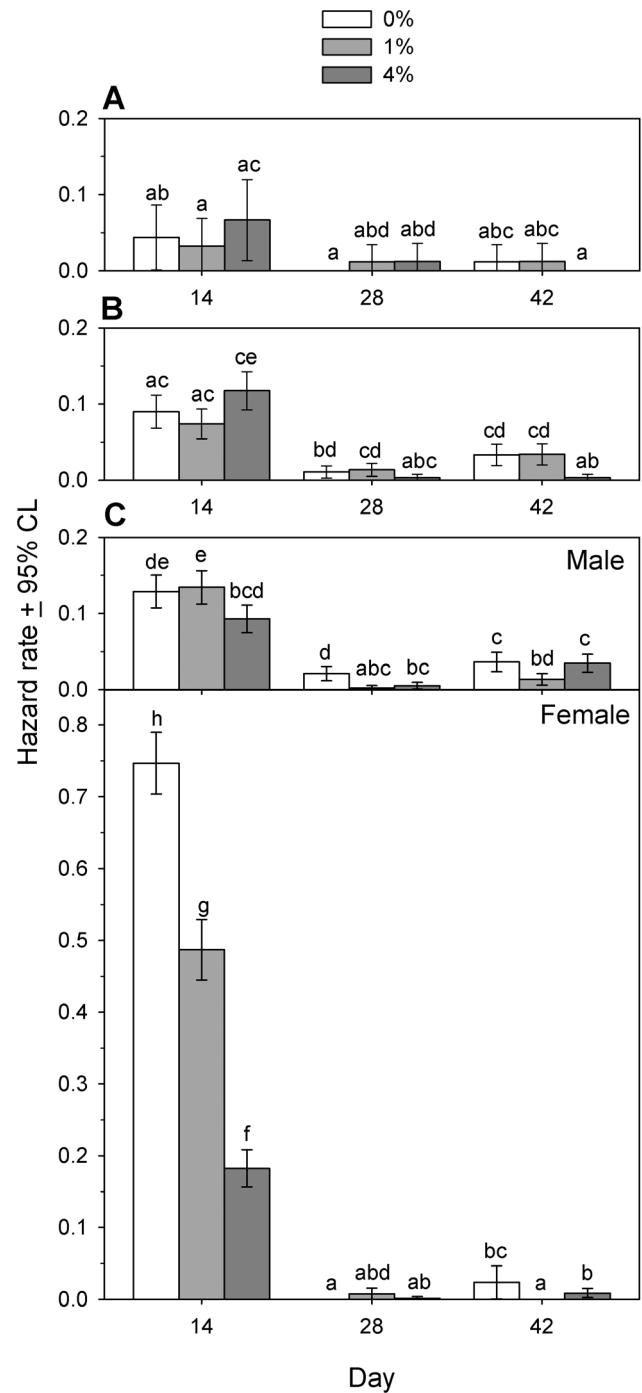 0%
1%
4%
A
0.2
0.1
0.0
ab a ac
a abd abd
abc abc a
14 28 42
B
0.2
0.1
0.0
ac ac ce
bd cd abc
cd cd ab
14 28 42
C
Male
0.2
0.1
0.0
de e bcd
d abc bc
c bd c
Female
0.8
0.7
0.6
0.5
0.4
0.3
0.2
0.1
0.0
h g f
a abd ab
bc a b
14 28 42
Hazard rate ± 95% CL
Day